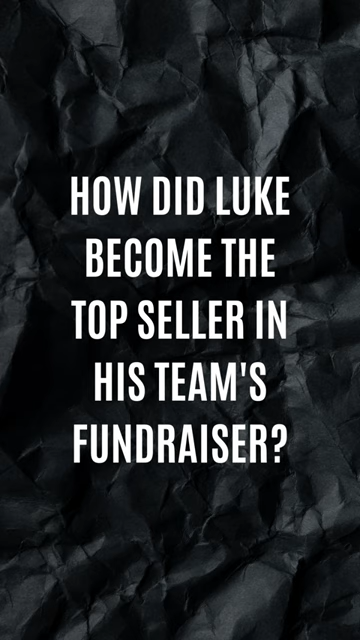 HOW DID LUKE
BECOME THE
TOP SELLER IN
HIS TEAM'S
FUNDRAISER?